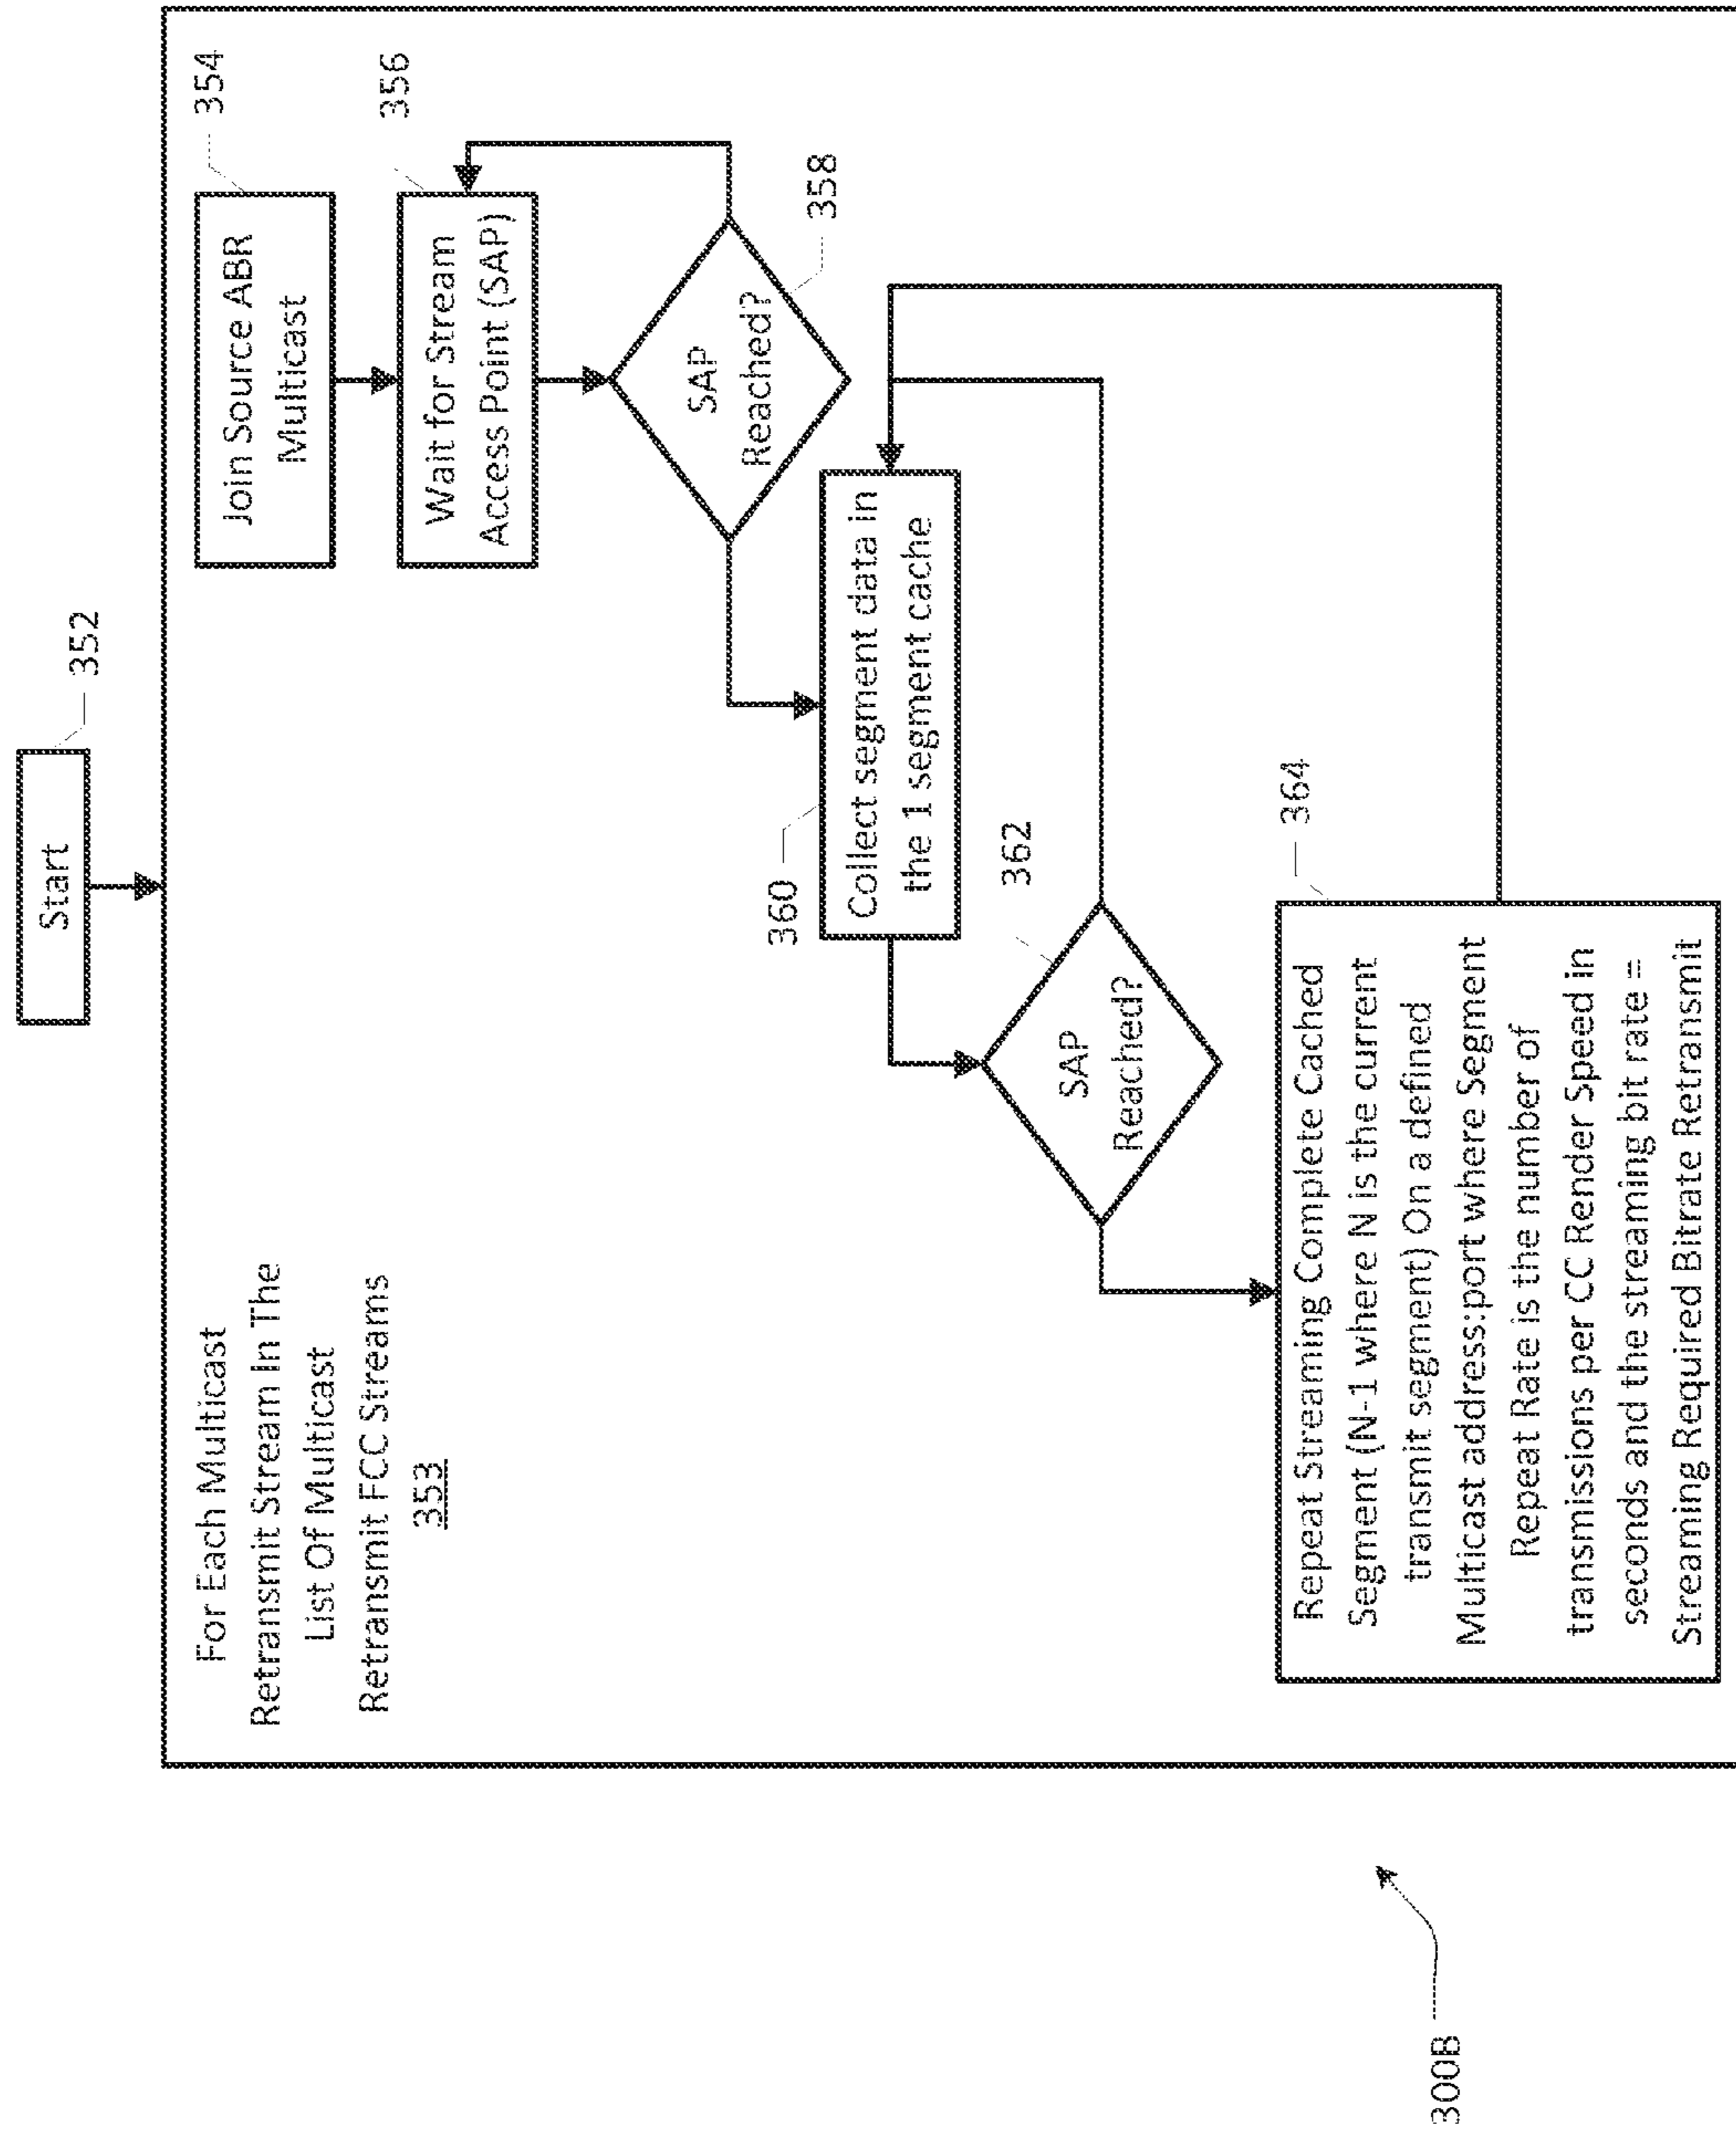 Start
352
For Each Multicast
Retransmit Stream In The
List Of Multicast
Retransmit FCC Streams
353
Join Source ABR
Multicast
354
Wait for Stream
Access Point (SAP)
356
SAP
Reached?
358
Collect segment data in
the 1 segment cache
360
SAP
Reached?
362
Repeat Streaming Complete Cached
Segment (N-1 where N is the current
transmit segment) On a defined
Multicast address:port where Segment
Repeat Rate is the number of
transmissions per CC Render Speed in
seconds and the streaming bit rate =
Streaming Required Bitrate Retransmit
364
300B